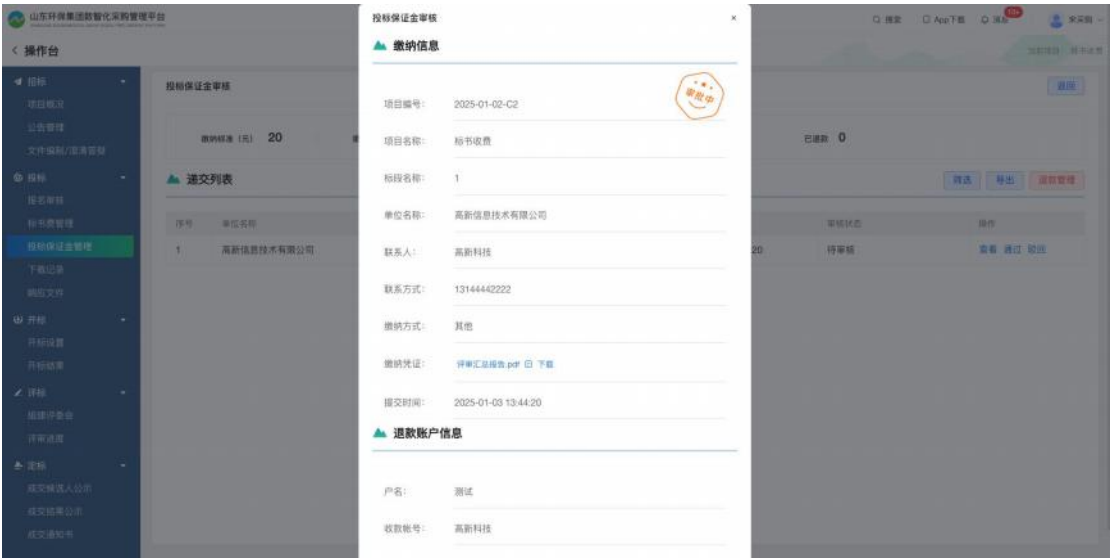 山东环保集团数智化采购管理平台
搜索 App下载 消息 10+ 宋采购
操作台
当前项目 标书收费
招标
项目概况
公告管理
文件编制/澄清答疑
投标
报名审核
标书费管理
投标保证金管理
下载记录
响应文件
开标
开标设置
开标结果
评标
组建评委会
评审进度
定标
成交候选人公示
成交结果公示
成交通知书
投标保证金审核
返回
缴纳标准（元） 20
已退款 0
递交列表
筛选 导出 退款管理
序号 单位名称 审核状态 操作
1 高新信息技术有限公司 20 待审核 查看 通过 驳回
投标保证金审核 ×
缴纳信息
审批中
项目编号： 2025-01-02-C2
项目名称： 标书收费
标段名称： 1
单位名称： 高新信息技术有限公司
联系人： 高新科技
联系方式： 13144442222
缴纳方式： 其他
缴纳凭证： 评审汇总报告.pdf 下载
提交时间： 2025-01-03 13:44:20
退款账户信息
户名： 测试
收款帐号： 高新科技